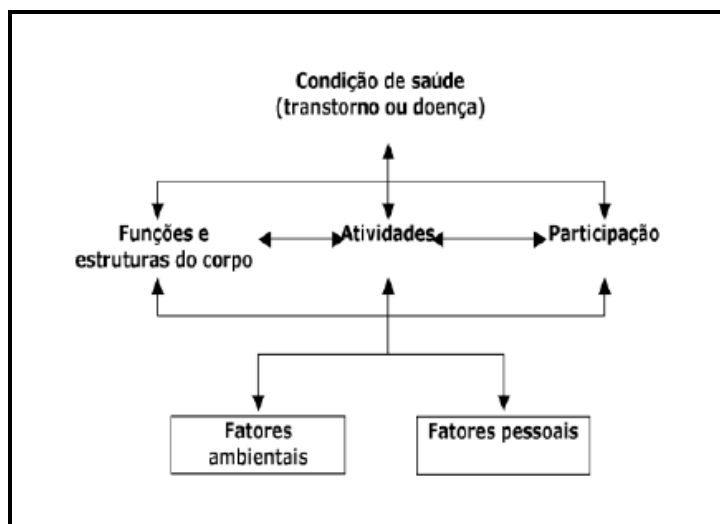 Condição de saúde
(transtorno ou doença)
Funções e
estruturas do corpo
Atividades
Participação
Fatores
ambientais
Fatores pessoais